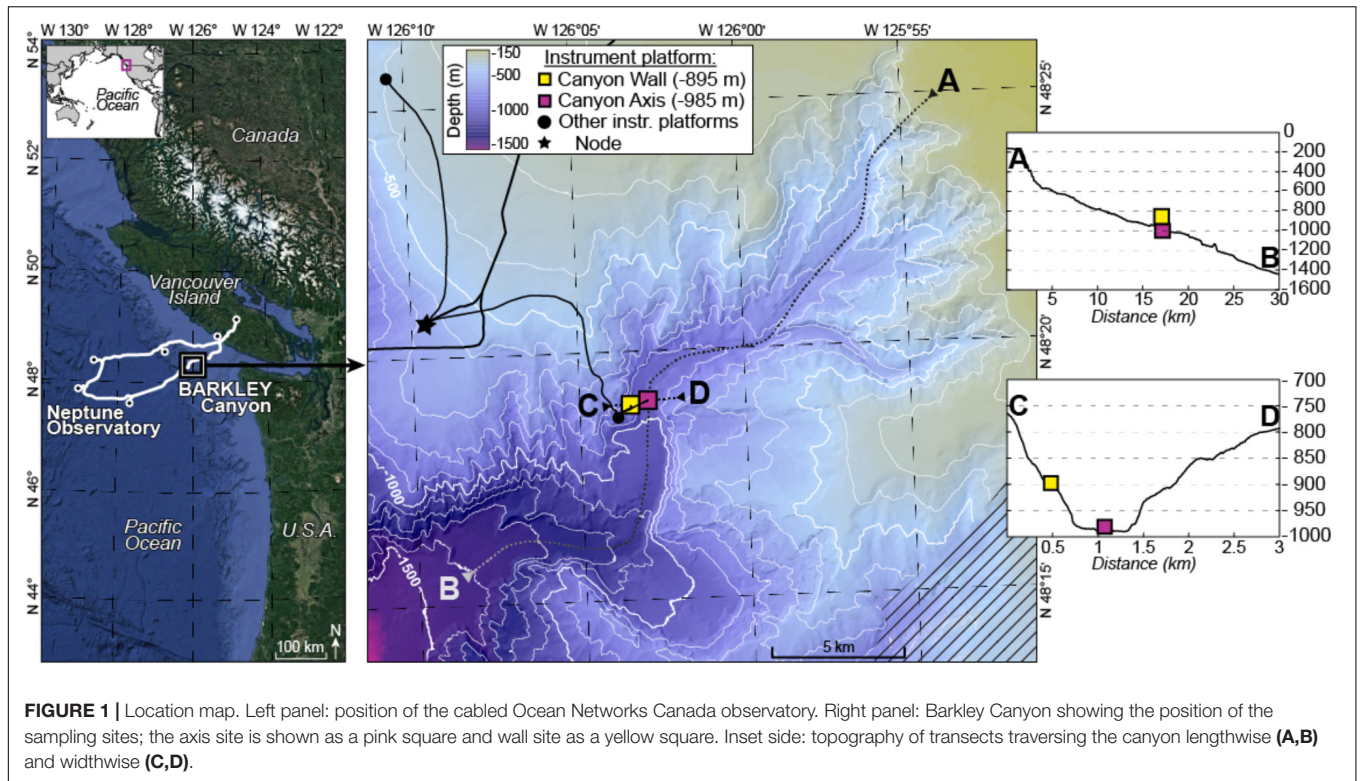 W 130° W 128° W 126° W 124° W 122°
N 54°
N 52°
N 50°
N 48°
N 46°
N 44°
Pacific
Ocean
Canada
Vancouver
Island
BARKLEY
Canyon
Neptune
Observatory
Pacific
Ocean
U.S.A.
100 km
N
W 126°10' W 126°05' W 126°00' W 125°55'
-150
-500
-1000
-1500
Depth (m)
Instrument platform:
Canyon Wall (-895 m)
Canyon Axis (-985 m)
Other instr. platforms
Node
A
-500
C
D
-1000
B
-1500
5 km
N 48°25'
N 48°20'
N 48°15'
A
B
0
-200
-400
-600
-800
-1000
-1200
-1400
-1600
5 10 15 20 25 30
Distance (km)
C
D
-700
-750
-800
-850
-900
-950
-1000
0.5 1 1.5 2 2.5 3
Distance (km)
FIGURE 1 | Location map. Left panel: position of the cabled Ocean Networks Canada observatory. Right panel: Barkley Canyon showing the position of the
sampling sites; the axis site is shown as a pink square and wall site as a yellow square. Inset side: topography of transects traversing the canyon lengthwise (A,B)
and widthwise (C,D).